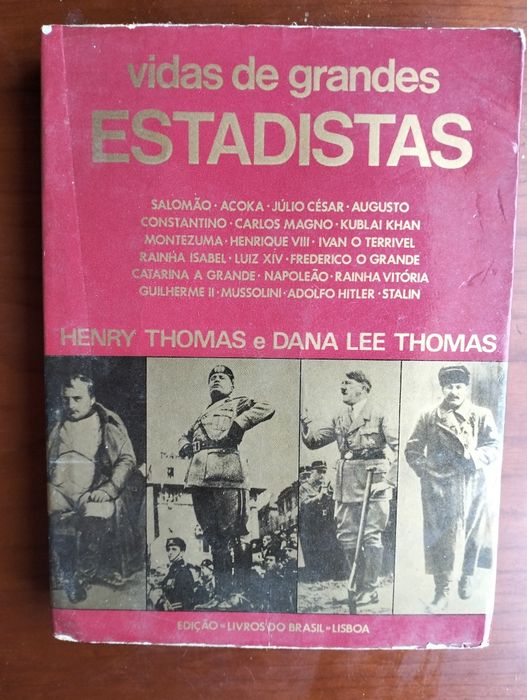 vidas de grandes
ESTADISTAS
SALOMÃO · ACOKA · JÚLIO CÉSAR · AUGUSTO
CONSTANTINO · CARLOS MAGNO · KUBLAI KHAN
MONTEZUMA · HENRIQUE VIII · IVAN O TERRIVEL
RAINHA ISABEL · LUIZ XIV · FREDERICO O GRANDE
CATARINA A GRANDE · NAPOLEÃO · RAINHA VITÓRIA
GUILHERME II · MUSSOLINI · ADOLFO HITLER · STALIN
HENRY THOMAS e DANA LEE THOMAS
EDIÇÃO «LIVROS DO BRASIL» LISBOA